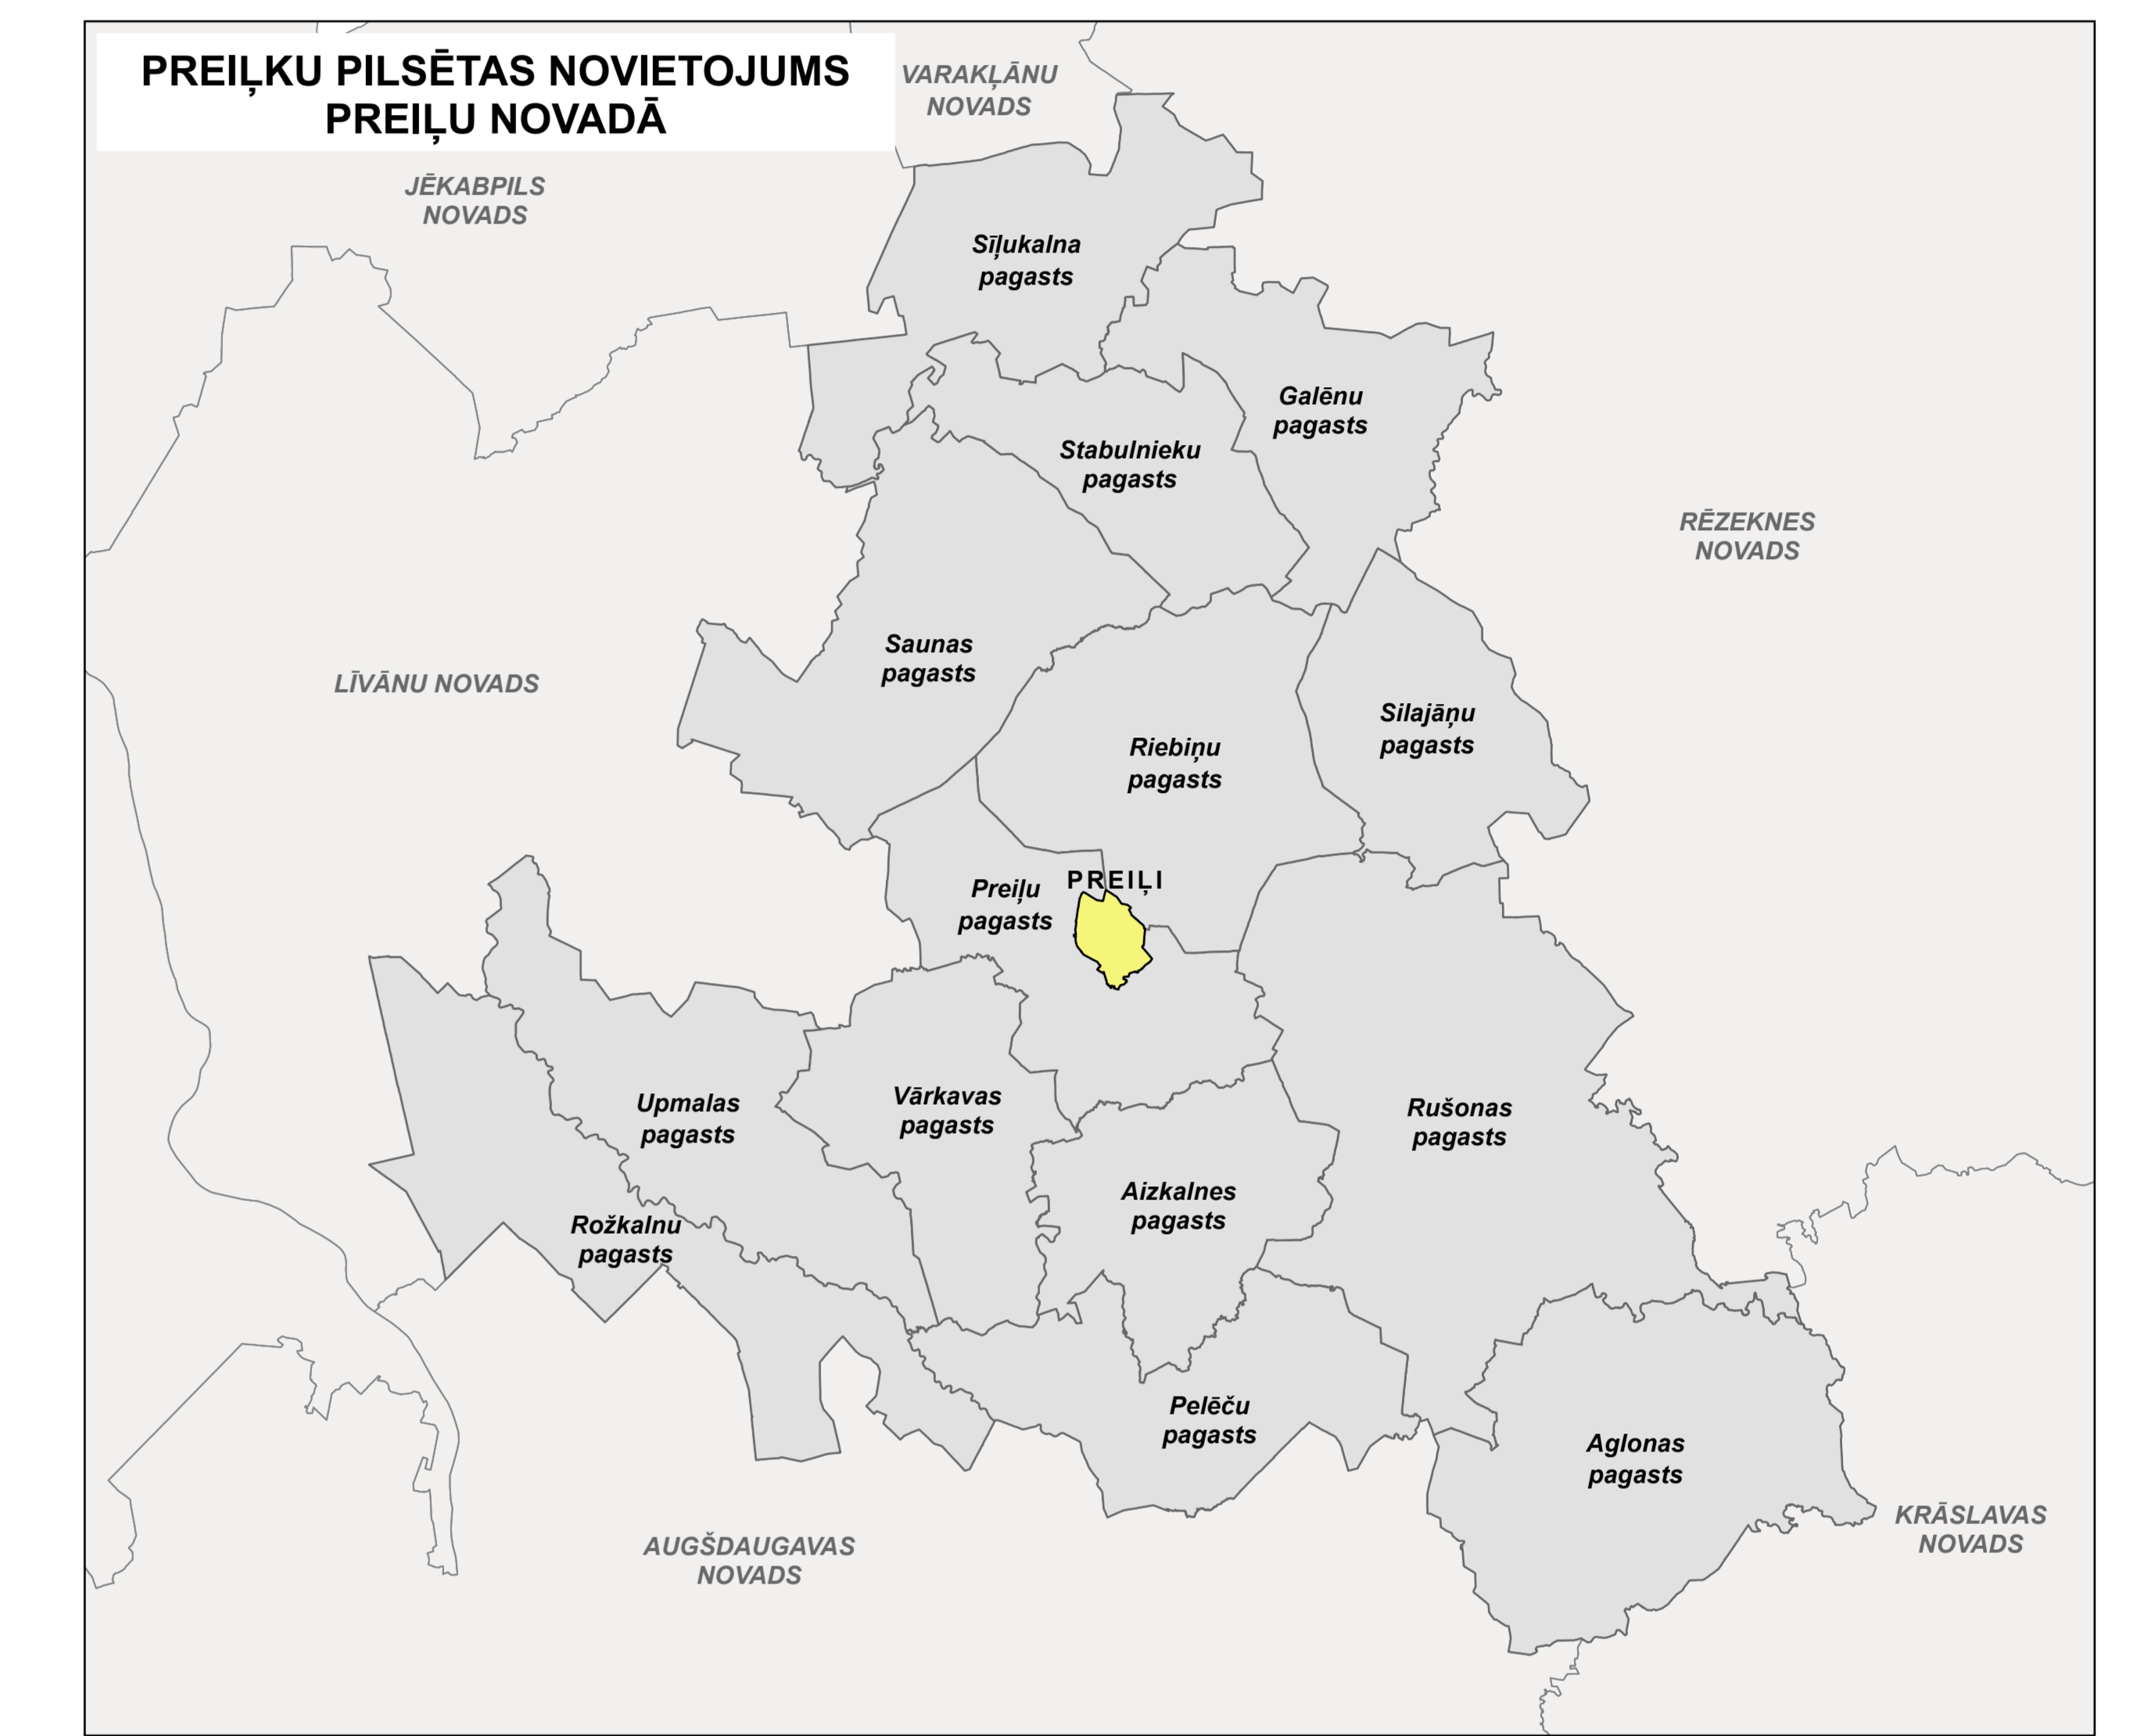 PREIĻKU PILSĒTAS NOVIETOJUMS
PREIĻU NOVADĀ
VARAKĻĀNU
NOVADS
JĒKABPILS
NOVADS
Sīļukalna
pagasts
Galēnu
pagasts
Stabulnieku
pagasts
RĒZEKNES
NOVADS
Saunas
pagasts
LĪVĀNU NOVADS
Silajāņu
pagasts
Riebiņu
pagasts
PREIĻI
Preiļu
pagasts
Upmalas
pagasts
Vārkavas
pagasts
Rušonas
pagasts
Aizkalnes
pagasts
Rožkalnu
pagasts
Pelēču
pagasts
Aglonas
pagasts
KRĀSLAVAS
NOVADS
AUGŠDAUGAVAS
NOVADS